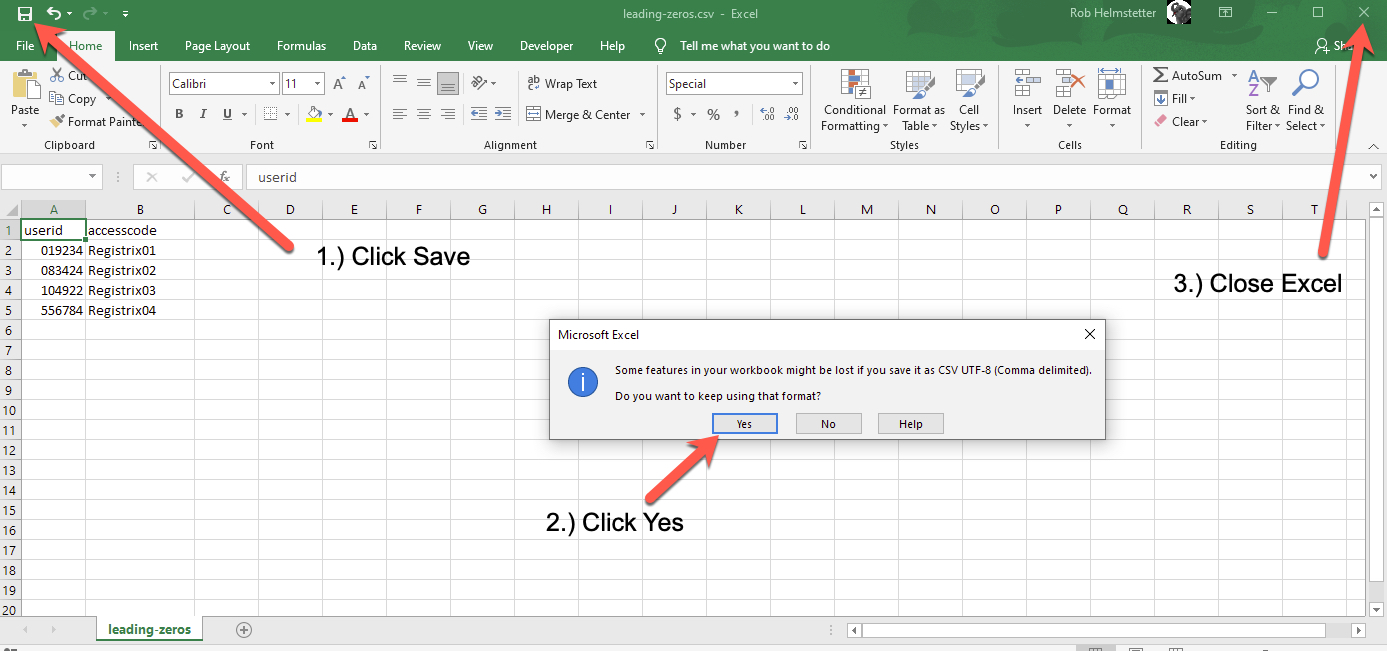 leading-zeros.csv - Excel
Rob Helmstetter
File Home Insert Page Layout Formulas Data Review View Developer Help Tell me what you want to do
Paste
Cut
Copy
Clipboard
Calibri 11
B I U A
Font
Wrap Text
Merge & Center
Alignment
Special
$ % ,
Number
Conditional Formatting
Format as Table
Cell Styles
Styles
Insert Delete Format
Cells
AutoSum
Fill
Clear
Sort & Filter
Find & Select
Editing
fx userid
A B C D E F G H I J K L M N O P Q R S T
1 userid accesscode
2 019234 Registrix01
3 083424 Registrix02
4 104922 Registrix03
5 556784 Registrix04
6
7
8
9
10
11
12
13
14
15
16
17
18
19
20
1.) Click Save
3.) Close Excel
Microsoft Excel
Some features in your workbook might be lost if you save it as CSV UTF-8 (Comma delimited).
Do you want to keep using that format?
Yes No Help
2.) Click Yes
leading-zeros